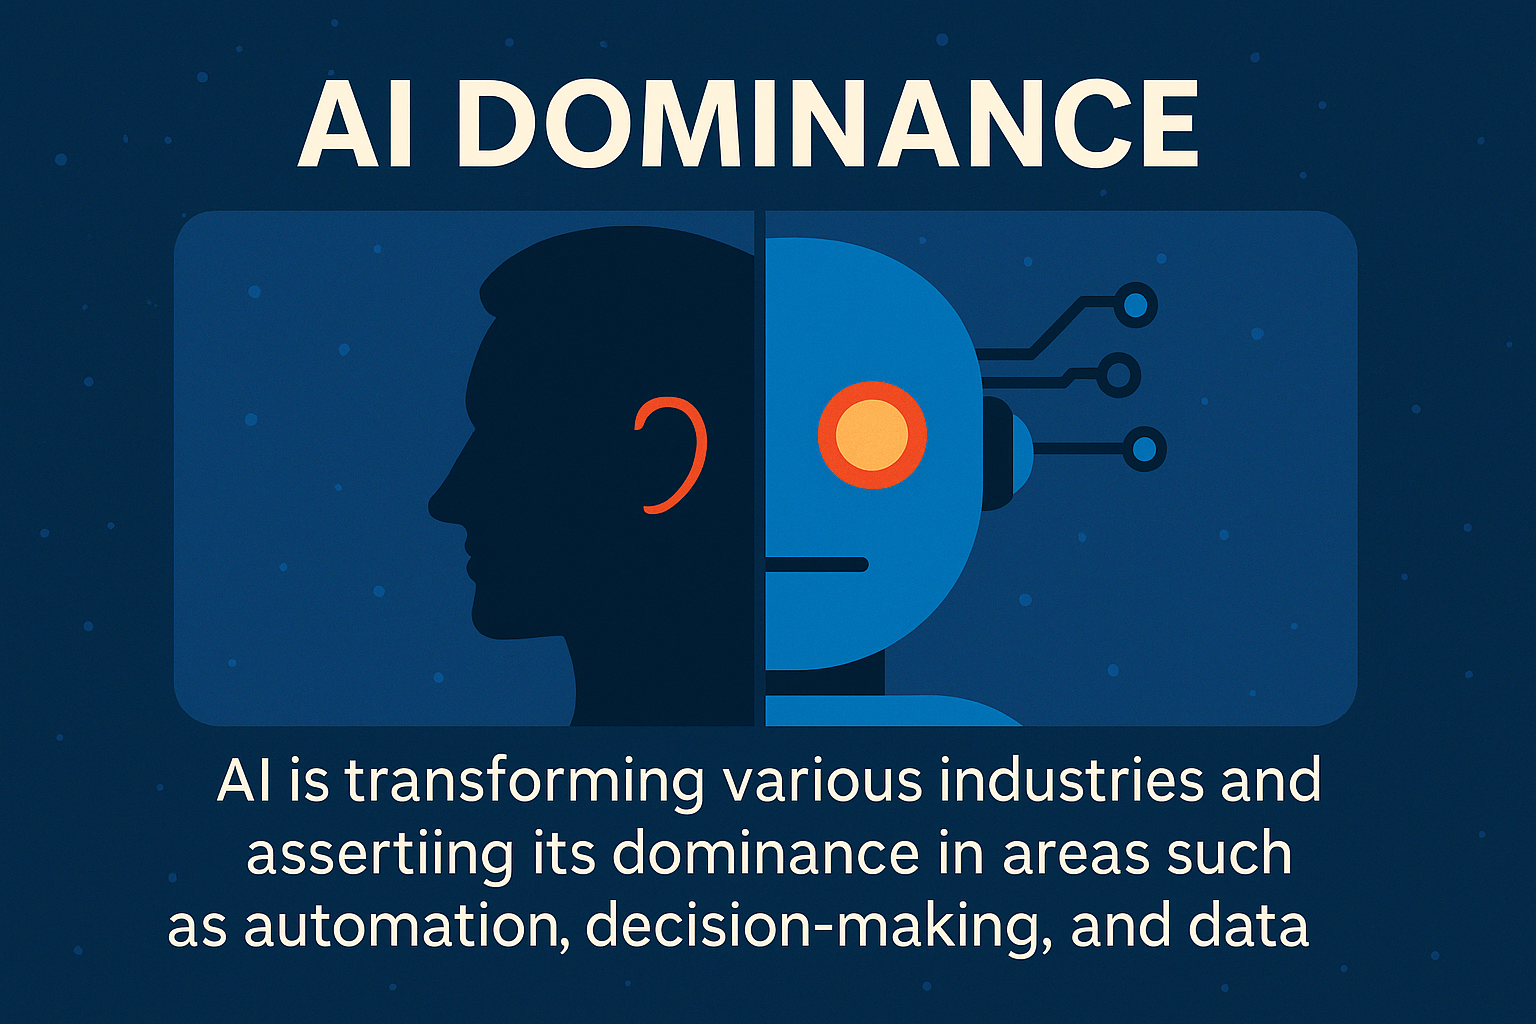 AI DOMINANCE
AI is transforming various industries and
assertiing its dominance in areas such
as automation, decision-making, and data